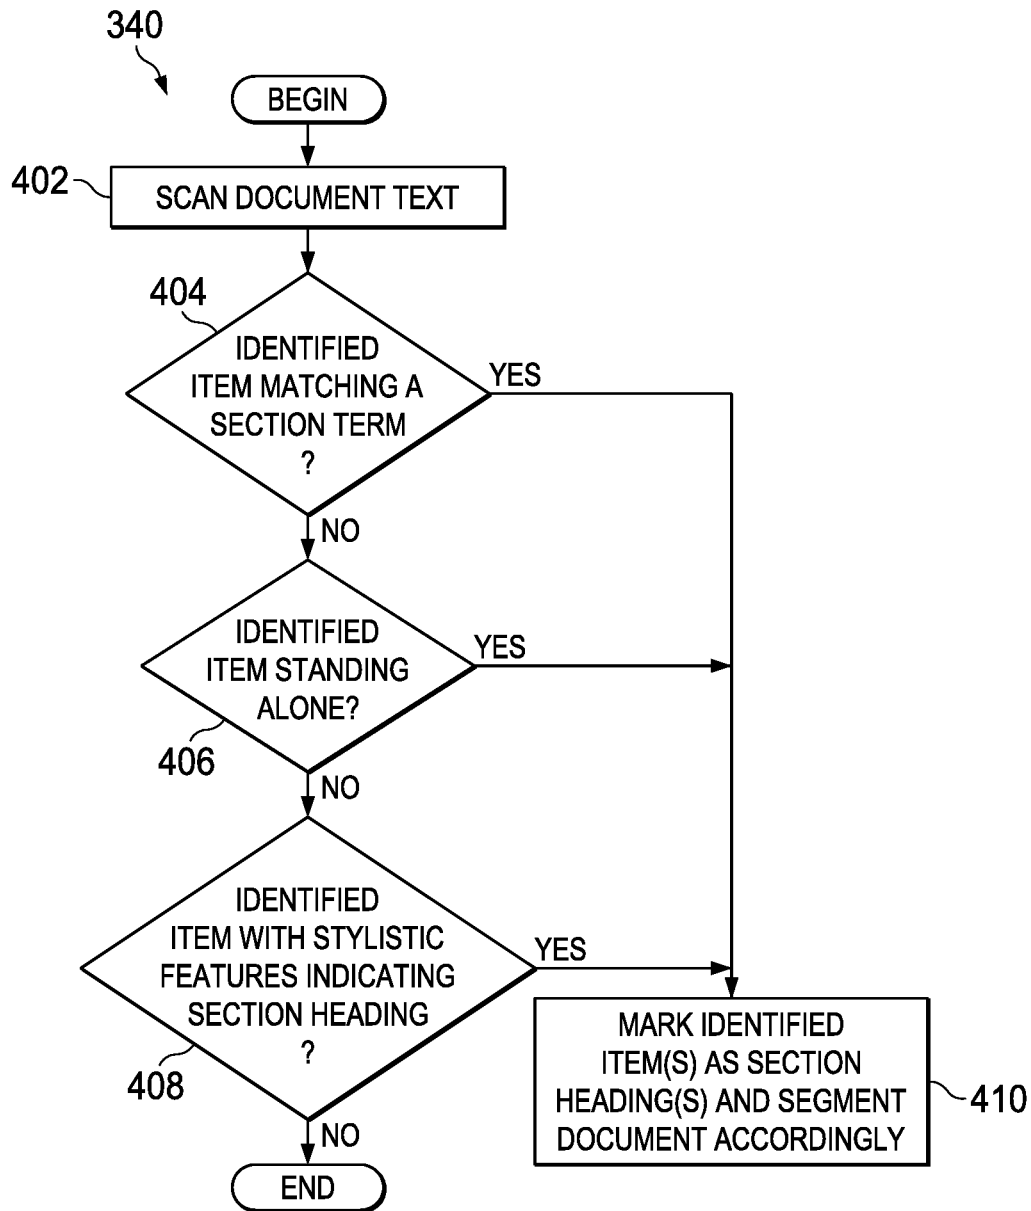 340
BEGIN
402
SCAN DOCUMENT TEXT
404
IDENTIFIED
ITEM MATCHING A
SECTION TERM
?
YES
NO
IDENTIFIED
ITEM STANDING
ALONE?
YES
406
NO
IDENTIFIED
ITEM WITH STYLISTIC
FEATURES INDICATING
SECTION HEADING
?
YES
408
NO
MARK IDENTIFIED
ITEM(S) AS SECTION
HEADING(S) AND SEGMENT
DOCUMENT ACCORDINGLY
410
END